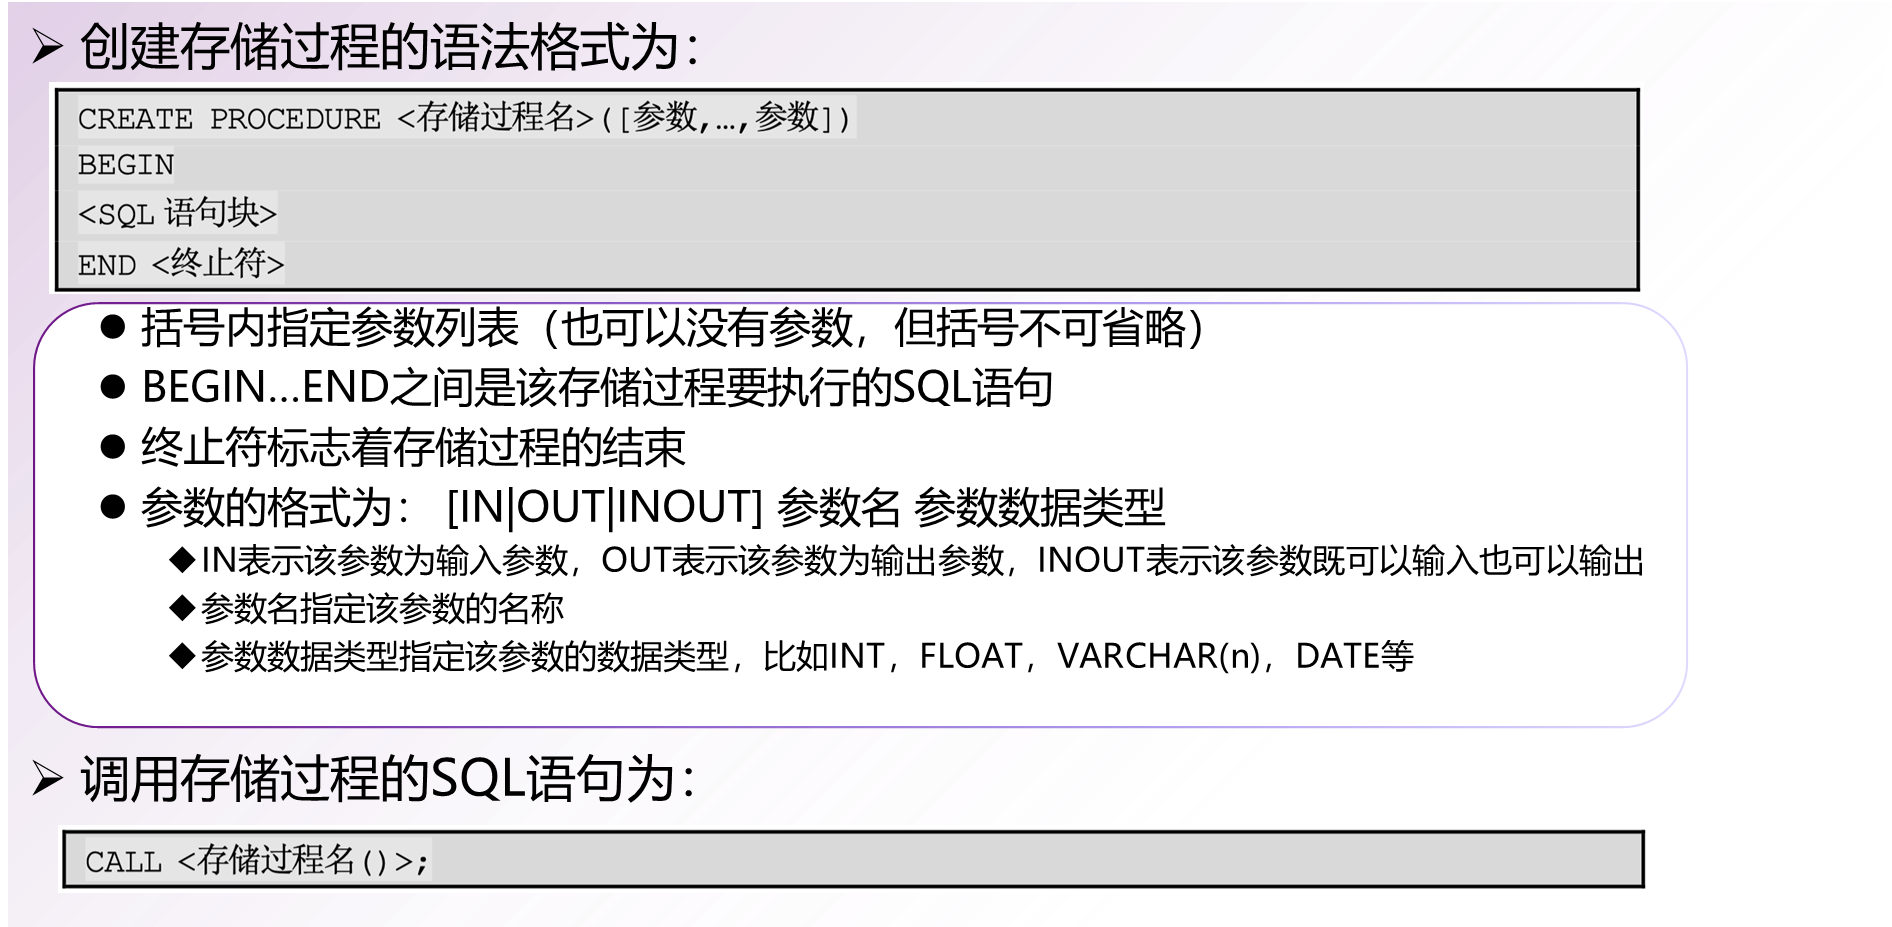 ➢ 创建存储过程的语法格式为：
CREATE PROCEDURE <存储过程名>([参数,…,参数])
BEGIN
<SQL 语句块>
END <终止符>
● 括号内指定参数列表（也可以没有参数，但括号不可省略）
● BEGIN…END之间是该存储过程要执行的SQL语句
● 终止符标志着存储过程的结束
● 参数的格式为： [IN|OUT|INOUT] 参数名 参数数据类型
◆IN表示该参数为输入参数，OUT表示该参数为输出参数，INOUT表示该参数既可以输入也可以输出
◆参数名指定该参数的名称
◆参数数据类型指定该参数的数据类型，比如INT，FLOAT，VARCHAR(n)，DATE等
➢ 调用存储过程的SQL语句为：
CALL <存储过程名()>;